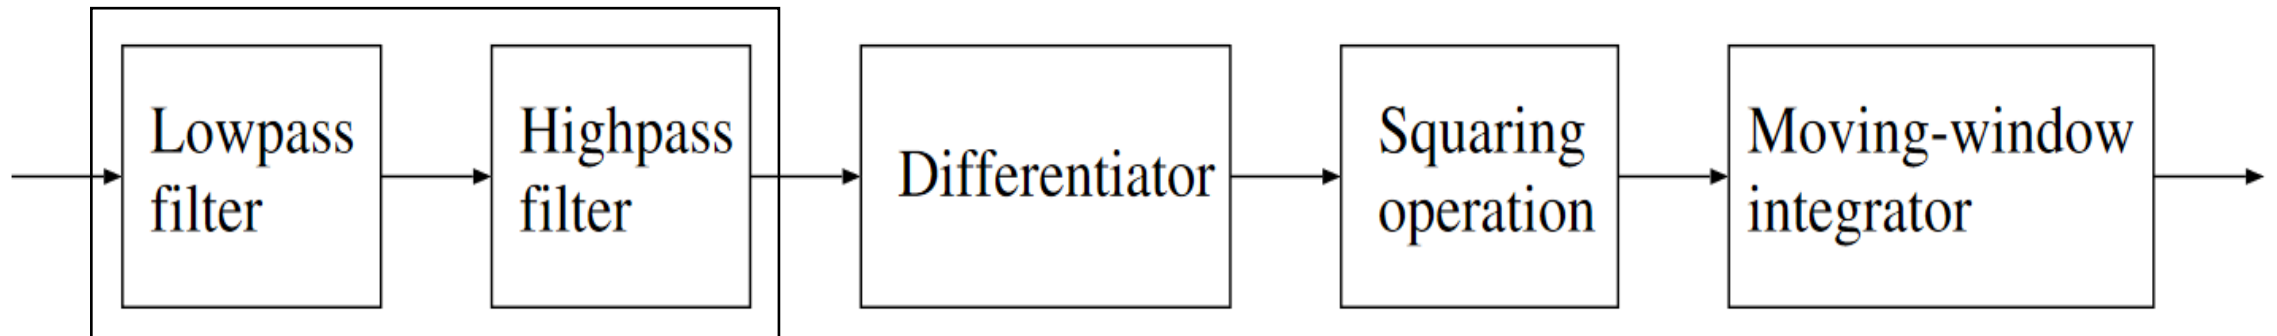 Lowpass
filter
Highpass
filter
Differentiator
Squaring
operation
Moving-window
integrator